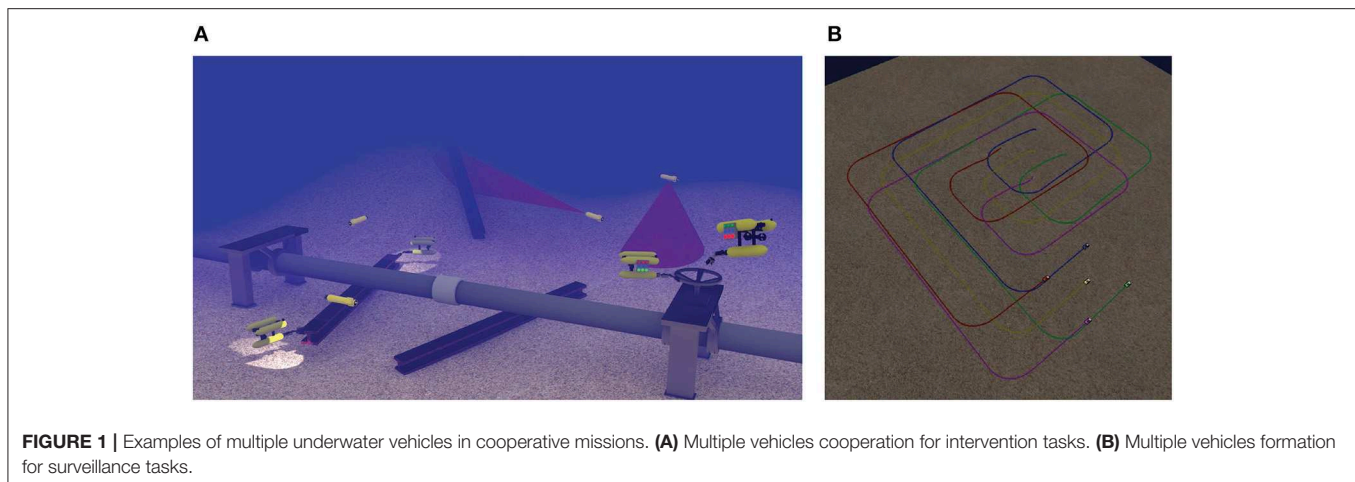 A
B
FIGURE 1 | Examples of multiple underwater vehicles in cooperative missions. (A) Multiple vehicles cooperation for intervention tasks. (B) Multiple vehicles formation
for surveillance tasks.